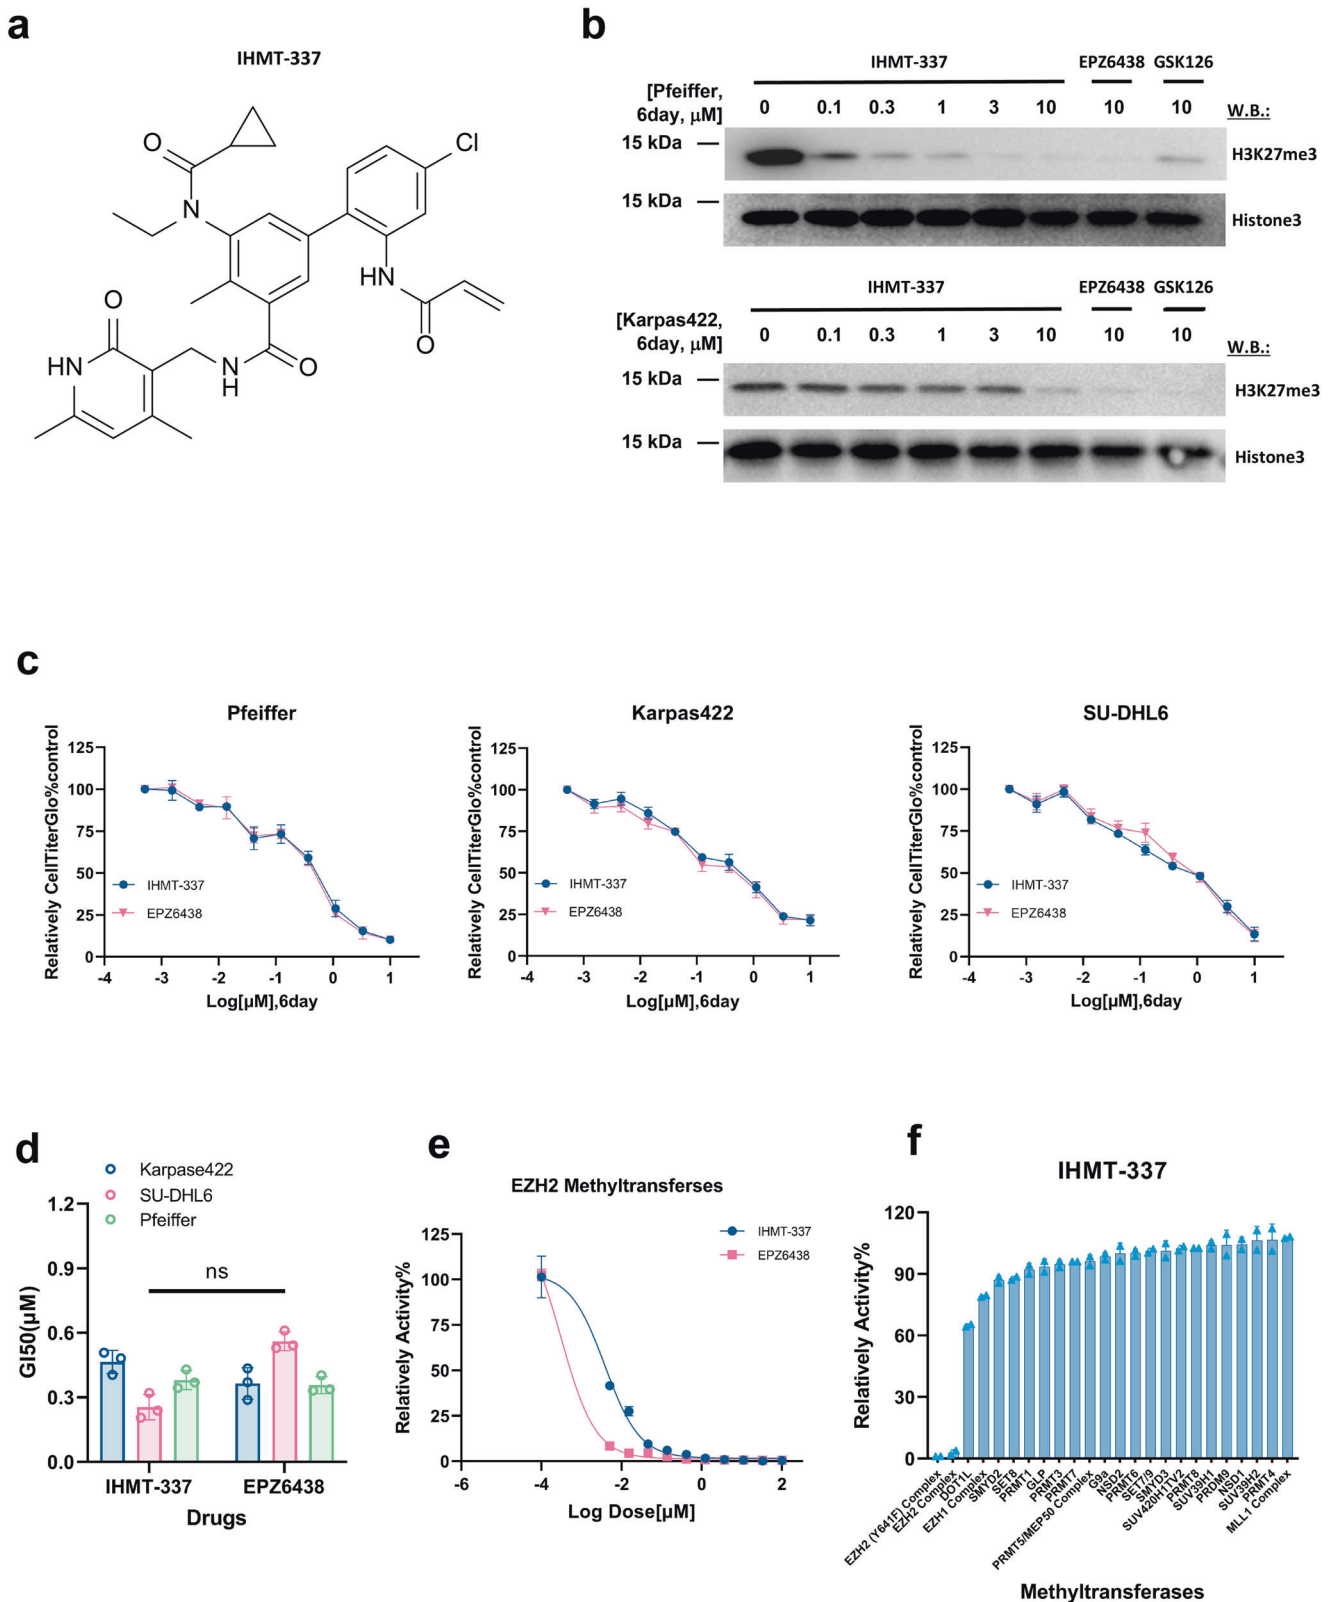 a
IHMT-337
O
N
Cl
HN
O
O
HN
N
H
O
b
IHMT-337 EPZ6438 GSK126
[Pfeiffer,
6day, μM]
0 0.1 0.3 1 3 10 10 10
W.B.:
15 kDa
H3K27me3
15 kDa
Histone3
IHMT-337 EPZ6438 GSK126
[Karpas422,
6day, μM]
0 0.1 0.3 1 3 10 10 10
W.B.:
15 kDa
H3K27me3
15 kDa
Histone3
c
Pfeiffer
Relatively CellTiterGlo%control
125
100
75
50
25
0
IHMT-337
EPZ6438
-4 -3 -2 -1 0 1
Log[μM],6day
Karpas422
Relatively CellTiterGlo%control
125
100
75
50
25
0
IHMT-337
EPZ6438
-4 -3 -2 -1 0 1
Log[μM],6day
SU-DHL6
Relatively CellTiterGlo%control
125
100
75
50
25
0
IHMT-337
EPZ6438
-4 -3 -2 -1 0 1
Log[μM],6day
d
Karpase422
SU-DHL6
Pfeiffer
GI50(μM)
1.2
0.9
0.6
0.3
0.0
ns
IHMT-337 EPZ6438
Drugs
e
EZH2 Methyltransferses
IHMT-337
EPZ6438
Relatively Activity%
125
100
75
50
25
0
-6 -4 -2 0 2
Log Dose[μM]
f
IHMT-337
Relatively Activity%
120
90
60
30
0
EZH2 (Y641F) Complex
EZH2 Complex
DOT1L
EZH1 Complex
SMYD2
SET8
PRMT1
GLP
PRMT3
PRMT7
PRMT5/MEP50 Complex
G9a
NSD2
PRMT6
SET7/9
SMYD3
SUV420H1TV2
PRMT8
SUV39H1
PRDM9
NSD1
SUV39H2
PRMT4
MLL1 Complex
Methyltransferases